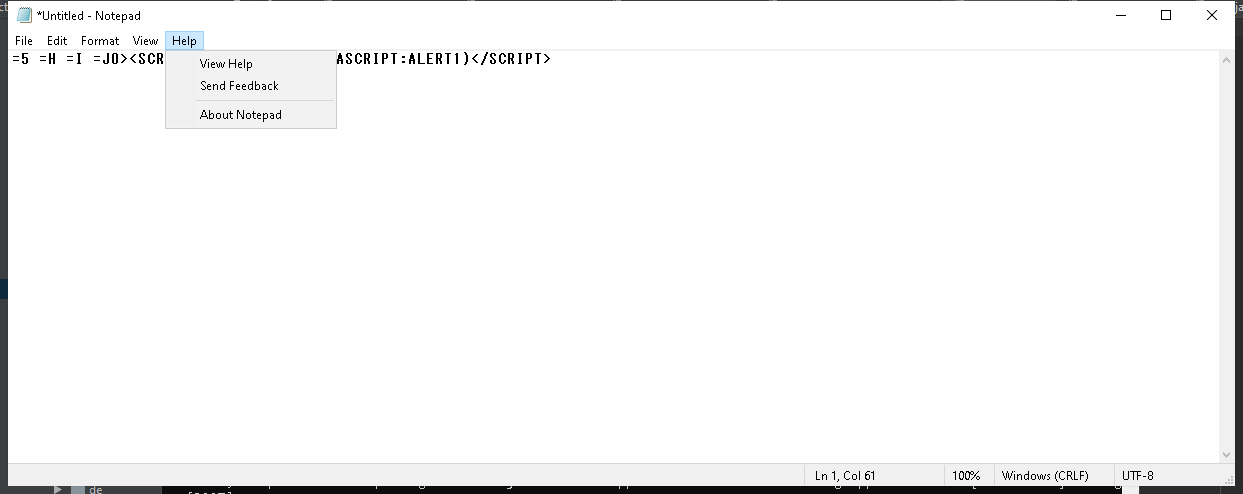 *Untitled - Notepad
File Edit Format View Help
=5 =H =I =JO><SCR ASCRIPT:ALERT1)</SCRIPT>
View Help
Send Feedback
About Notepad
Ln 1, Col 61 100% Windows (CRLF) UTF-8
de